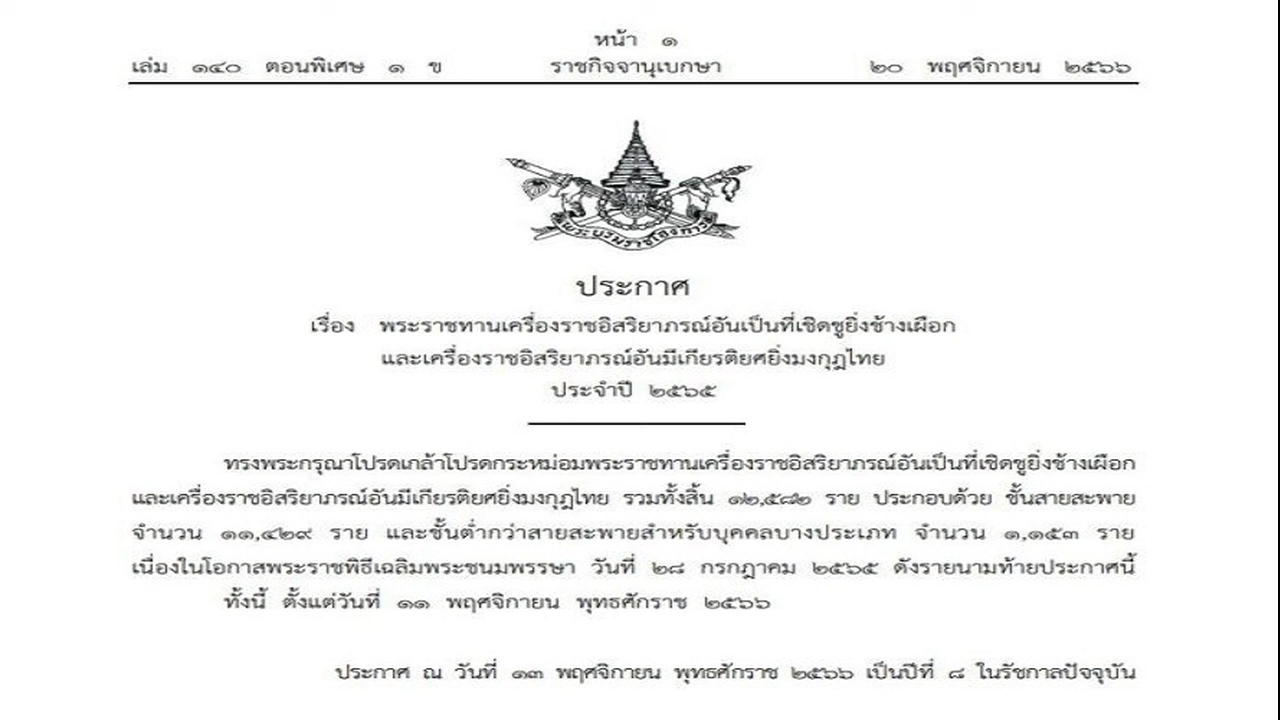 หน้า ๑
เล่ม ๑๔๐ ตอนพิเศษ ๑ ข ราชกิจจานุเบกษา ๒๐ พฤศจิกายน ๒๕๖๖
พระบรมราชโองการ
ประกาศ
เรื่อง พระราชทานเครื่องราชอิสริยาภรณ์อันเป็นที่เชิดชูยิ่งช้างเผือก
และเครื่องราชอิสริยาภรณ์อันมีเกียรติยศยิ่งมงกุฎไทย
ประจำปี ๒๕๖๕
ทรงพระกรุณาโปรดเกล้าโปรดกระหม่อมพระราชทานเครื่องราชอิสริยาภรณ์อันเป็นที่เชิดชูยิ่งช้างเผือก
และเครื่องราชอิสริยาภรณ์อันมีเกียรติยศยิ่งมงกุฎไทย รวมทั้งสิ้น ๑๒,๕๘๒ ราย ประกอบด้วย ชั้นสายสะพาย
จำนวน ๑๑,๔๒๙ ราย และชั้นต่ำกว่าสายสะพายสำหรับบุคคลบางประเภท จำนวน ๑,๑๕๓ ราย
เนื่องในโอกาสพระราชพิธีเฉลิมพระชนมพรรษา วันที่ ๒๘ กรกฎาคม ๒๕๖๕ ดังรายนามท้ายประกาศนี้
ทั้งนี้ ตั้งแต่วันที่ ๑๑ พฤศจิกายน พุทธศักราช ๒๕๖๖
ประกาศ ณ วันที่ ๑๓ พฤศจิกายน พุทธศักราช ๒๕๖๖ เป็นปีที่ ๘ ในรัชกาลปัจจุบัน